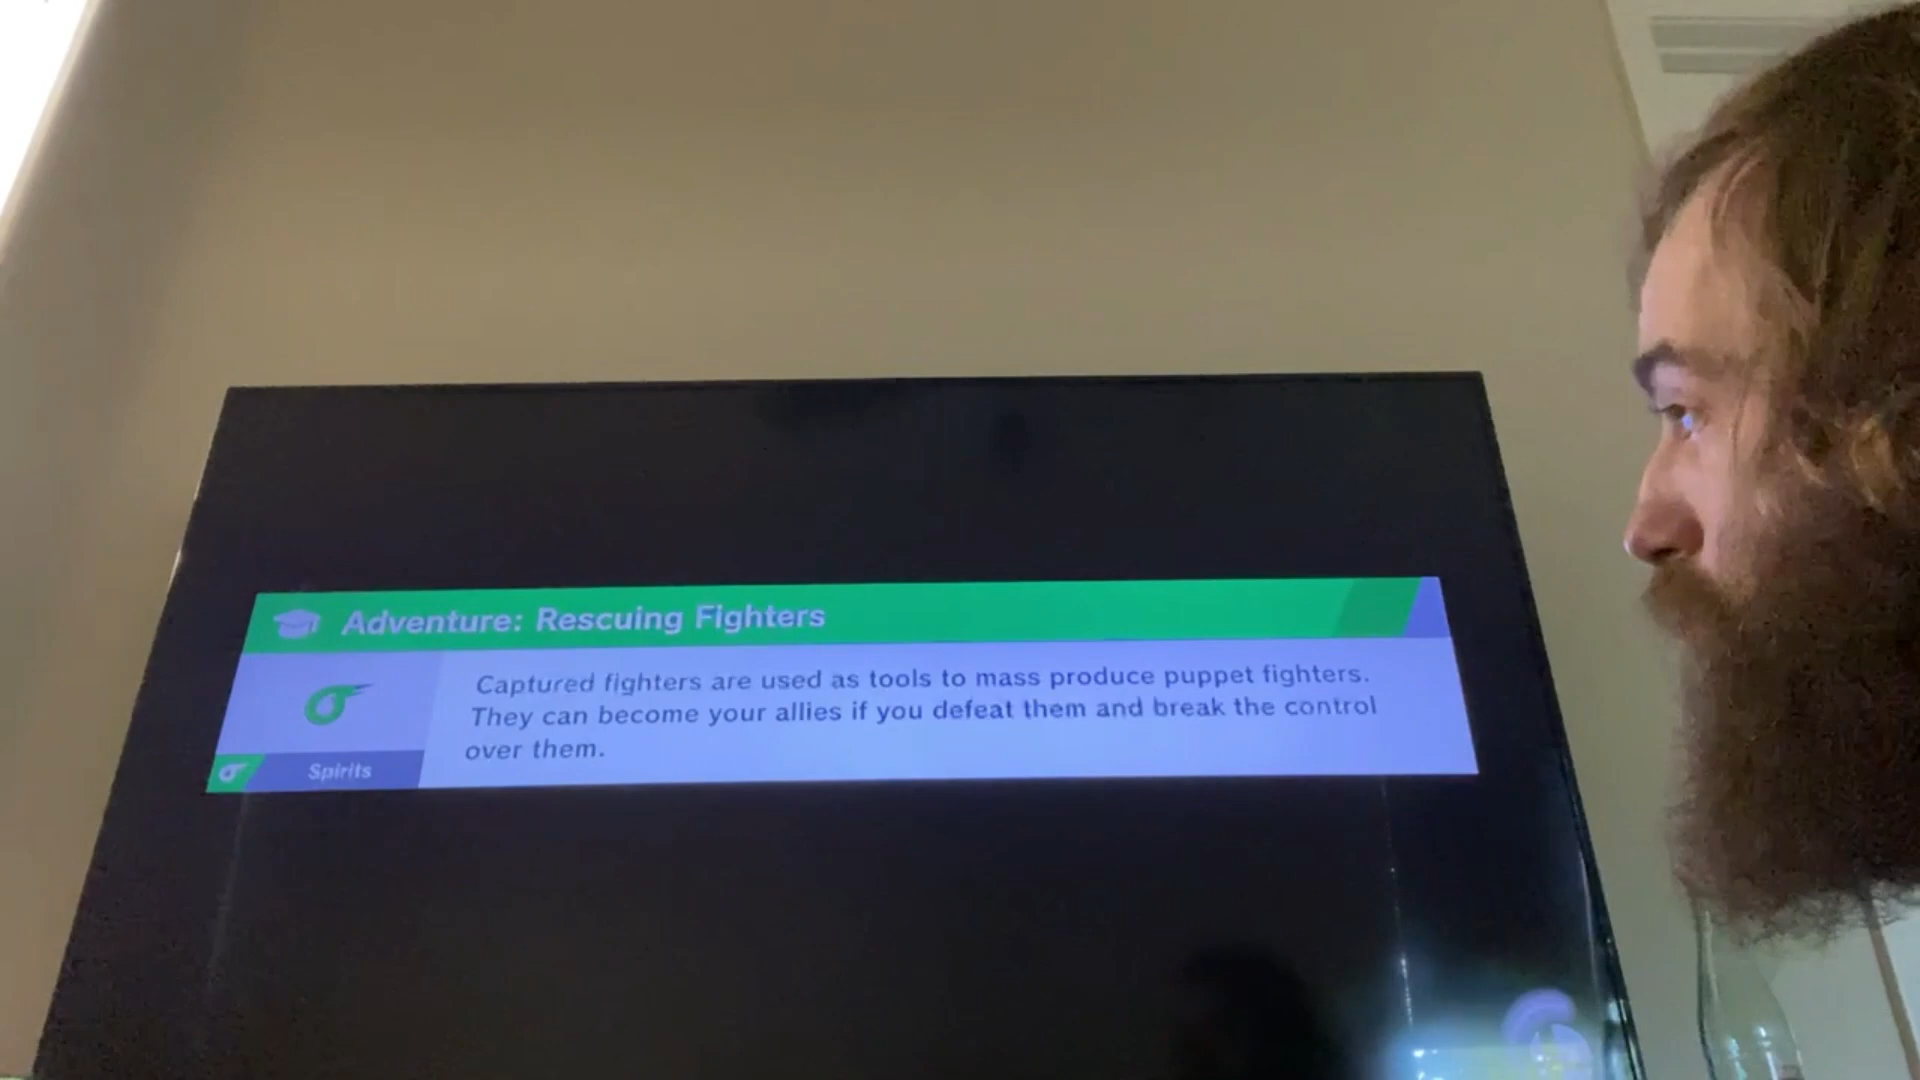 Adventure: Rescuing Fighters
Captured fighters are used as tools to mass produce puppet fighters.
They can become your allies if you defeat them and break the control
over them.
Spirits